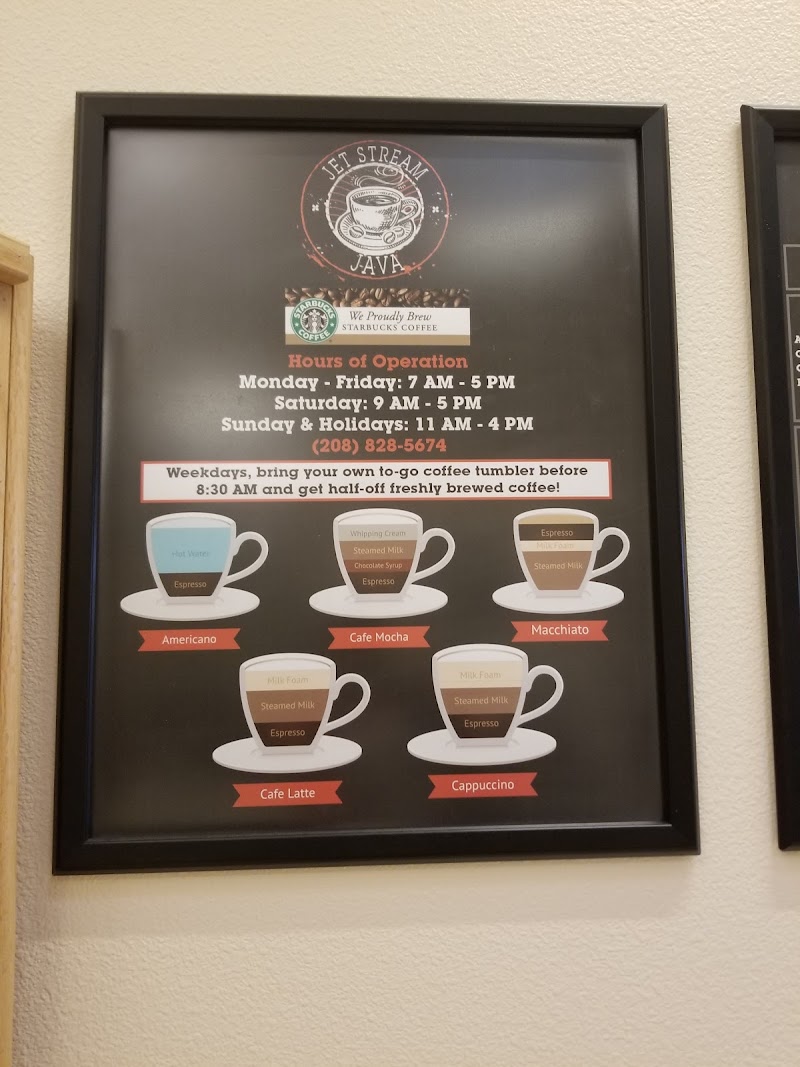 JET STREAM
JAVA
STARBUCKS
COFFEE
We Proudly Brew
STARBUCKS COFFEE
Hours of Operation
Monday - Friday: 7 AM - 5 PM
Saturday: 9 AM - 5 PM
Sunday & Holidays: 11 AM - 4 PM
(208) 828-5674
Weekdays, bring your own to-go coffee tumbler before
8:30 AM and get half-off freshly brewed coffee!
Hot Water
Espresso
Americano
Whipping Cream
Steamed Milk
Chocolate Syrup
Espresso
Cafe Mocha
Espresso
Milk Foam
Steamed Milk
Macchiato
Milk Foam
Steamed Milk
Espresso
Cafe Latte
Milk Foam
Steamed Milk
Espresso
Cappuccino